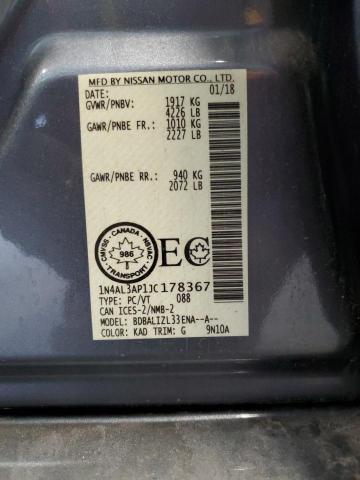 MFD BY NISSAN MOTOR CO., LTD.
DATE: 01/18
GVWR/PNBV: 1917 KG
4226 LB
GAWR/PNBE FR.: 1010 KG
2227 LB
GAWR/PNBE RR.: 940 KG
2072 LB
CMVSS - CANADA - NSVAC
986
TRANSPORT
EC
1N4AL3AP1JC178367
TYPE: PC/VT 088
CAN ICES-2/NMB-2
MODEL: BDBALIZL33ENA--A--
COLOR: KAD TRIM: G 9N10A